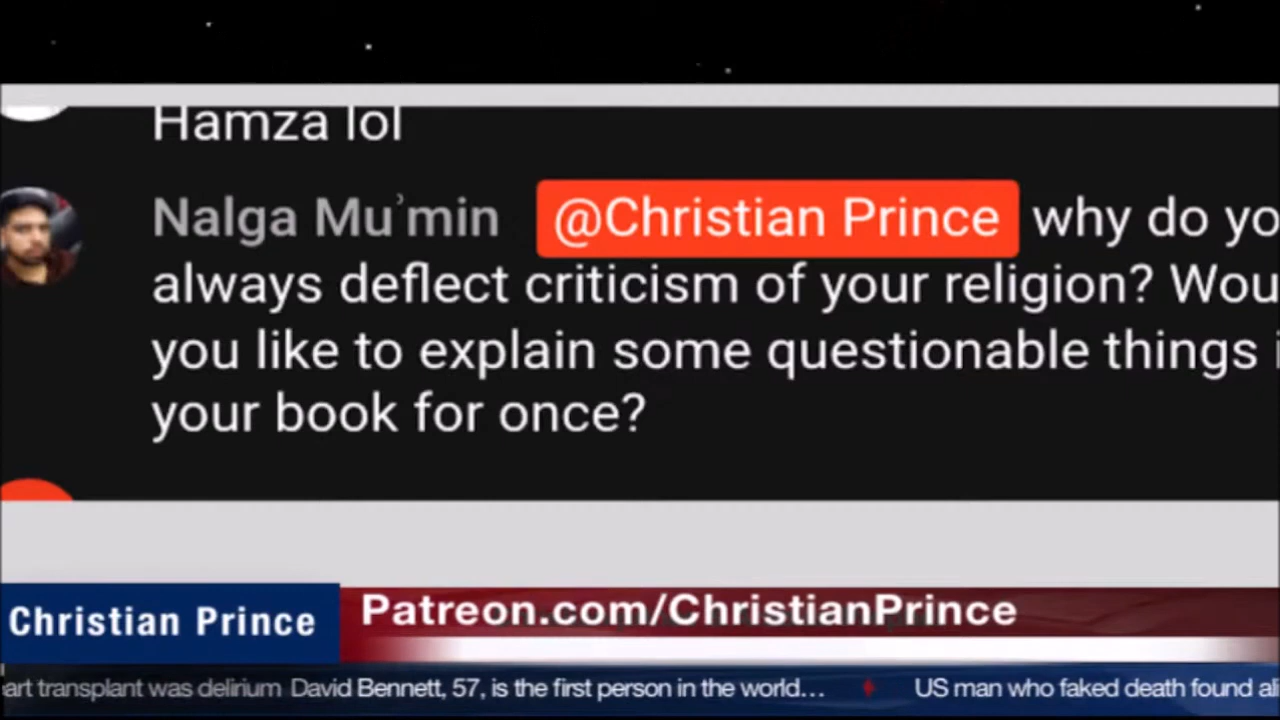 Hamza lol
Nalga Muʾmin @Christian Prince why do yo
always deflect criticism of your religion? Wou
you like to explain some questionable things i
your book for once?
Christian Prince
Patreon.com/ChristianPrince
art transplant was delirium David Bennett, 57, is the first person in the world... ♦ US man who faked death found ali